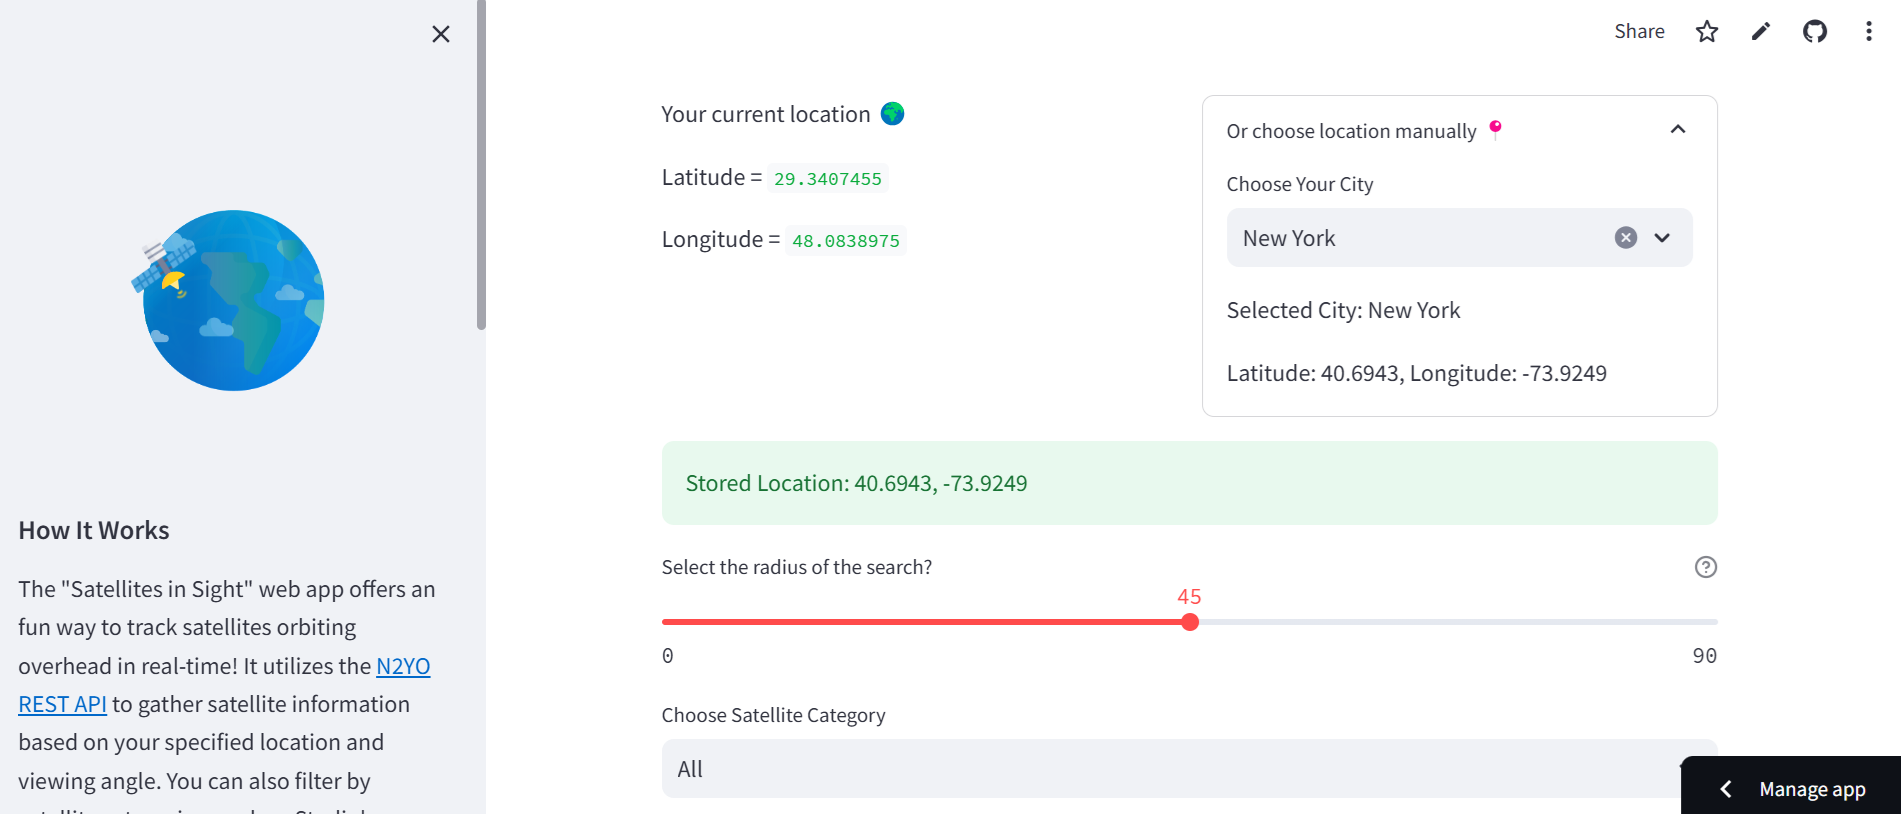 How It Works
The "Satellites in Sight" web app offers an
fun way to track satellites orbiting
overhead in real-time! It utilizes the N2YO
REST API to gather satellite information
based on your specified location and
viewing angle. You can also filter by
Share
Your current location
Latitude = 29.3407455
Longitude = 48.0838975
Or choose location manually
Choose Your City
New York
Selected City: New York
Latitude: 40.6943, Longitude: -73.9249
Stored Location: 40.6943, -73.9249
Select the radius of the search?
45
0
90
Choose Satellite Category
All
Manage app